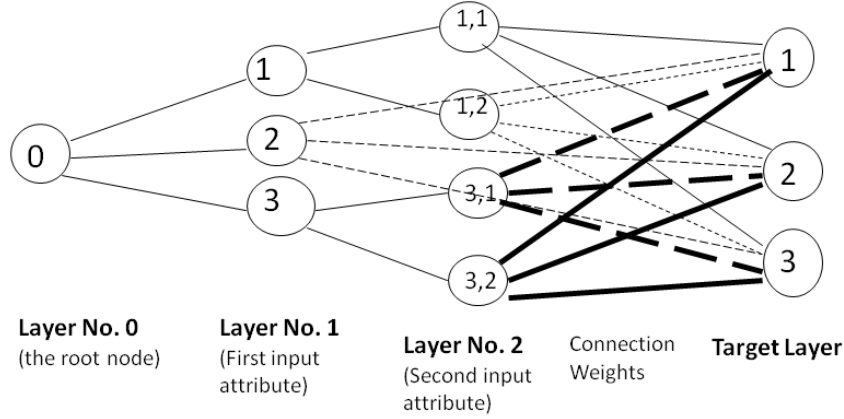 0
1
2
3
1,1
1,2
3,1
3,2
1
2
3
Layer No. 0
(the root node)
Layer No. 1
(First input
attribute)
Layer No. 2
(Second input
attribute)
Connection
Weights
Target Layer